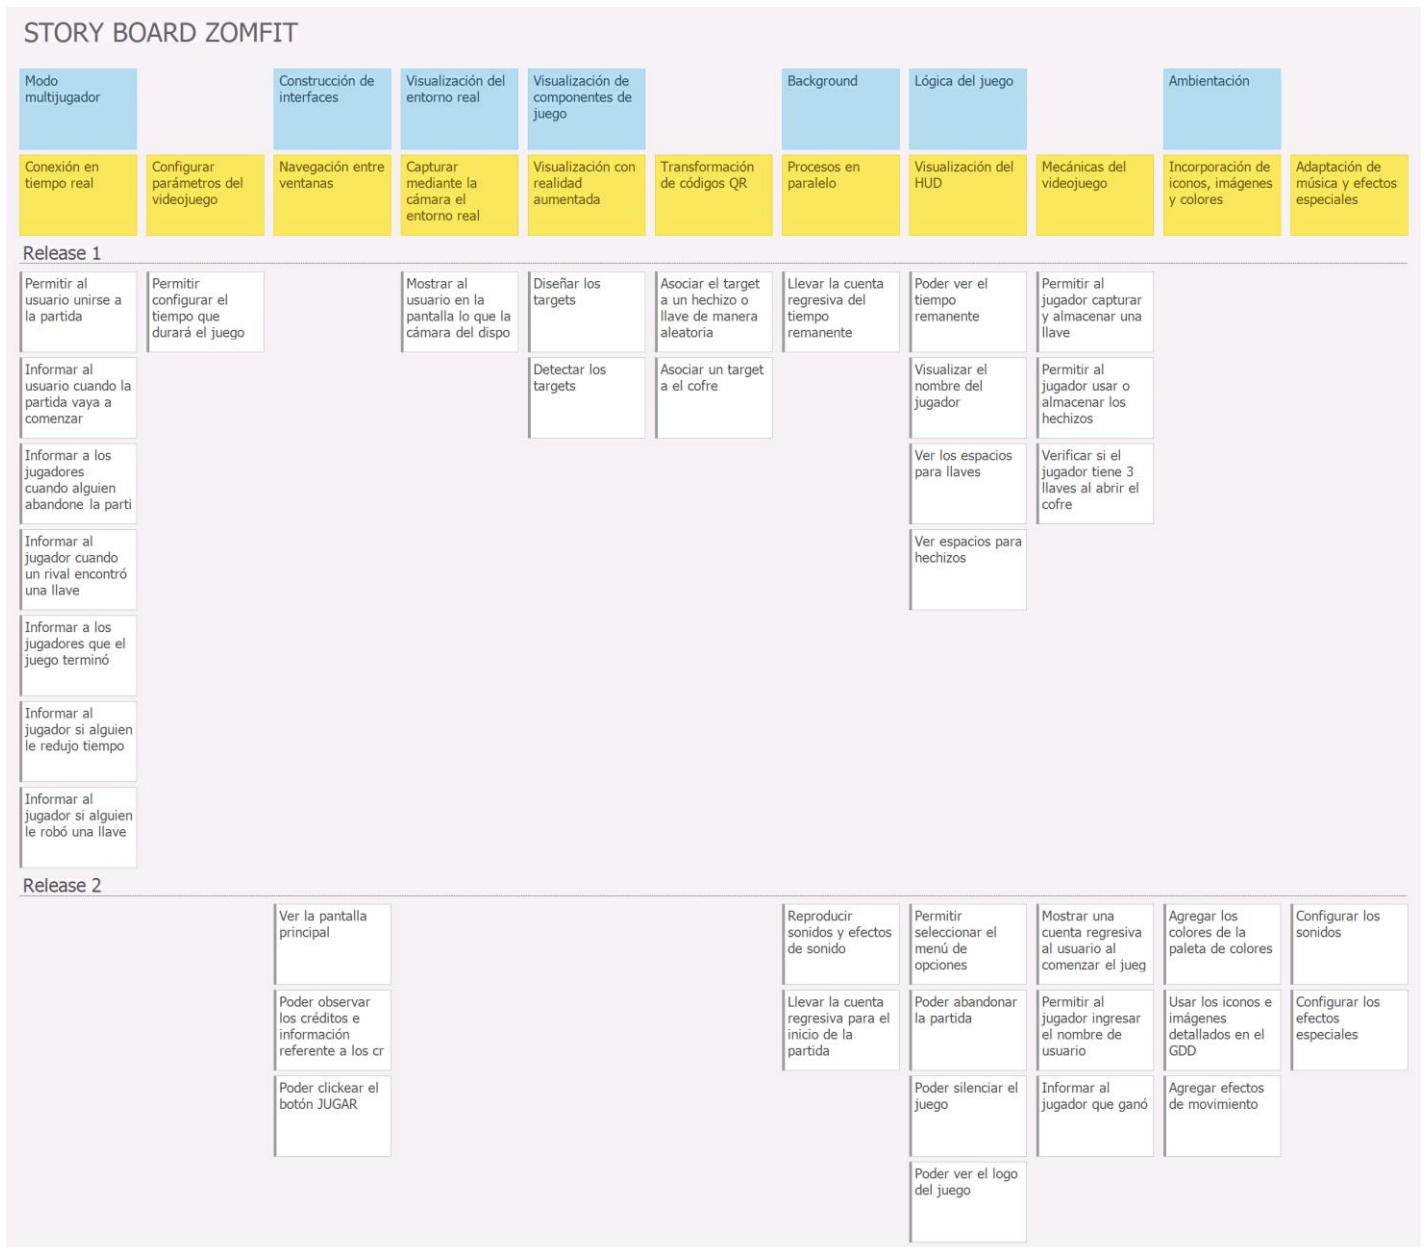 STORY BOARD ZOMFIT
Modo
multijugador
Construcción de
interfaces
Visualización del
entorno real
Visualización de
componentes de
juego
Background
Lógica del juego
Ambientación
Conexión en
tiempo real
Configurar
parámetros del
videojuego
Navegación entre
ventanas
Capturar
mediante la
cámara el
entorno real
Visualización con
realidad
aumentada
Transformación
de códigos QR
Procesos en
paralelo
Visualización del
HUD
Mecánicas del
videojuego
Incorporación de
iconos, imágenes
y colores
Adaptación de
música y efectos
especiales
Release 1
Permitir al
usuario unirse a
la partida
Permitir
configurar el
tiempo que
durará el juego
Mostrar al
usuario en la
pantalla lo que la
cámara del dispo
Diseñar los
targets
Asociar el target
a un hechizo o
llave de manera
aleatoria
Llevar la cuenta
regresiva del
tiempo
remanente
Poder ver el
tiempo
remanente
Permitir al
jugador capturar
y almacenar una
llave
Informar al
usuario cuando la
partida vaya a
comenzar
Detectar los
targets
Asociar un target
a el cofre
Visualizar el
nombre del
jugador
Permitir al
jugador usar o
almacenar los
hechizos
Informar a los
jugadores
cuando alguien
abandone la parti
Ver los espacios
para llaves
Verificar si el
jugador tiene 3
llaves al abrir el
cofre
Informar al
jugador cuando
un rival encontró
una llave
Ver espacios para
hechizos
Informar a los
jugadores que el
juego terminó
Informar al
jugador si alguien
le redujo tiempo
Informar al
jugador si alguien
le robó una llave
Release 2
Ver la pantalla
principal
Reproducir
sonidos y efectos
de sonido
Permitir
seleccionar el
menú de
opciones
Mostrar una
cuenta regresiva
al usuario al
comenzar el jueg
Agregar los
colores de la
paleta de colores
Configurar los
sonidos
Poder observar
los créditos e
información
referente a los cr
Llevar la cuenta
regresiva para el
inicio de la
partida
Poder abandonar
la partida
Permitir al
jugador ingresar
el nombre de
usuario
Usar los iconos e
imágenes
detallados en el
GDD
Configurar los
efectos
especiales
Poder clickear el
botón JUGAR
Poder silenciar el
juego
Informar al
jugador que ganó
Agregar efectos
de movimiento
Poder ver el logo
del juego